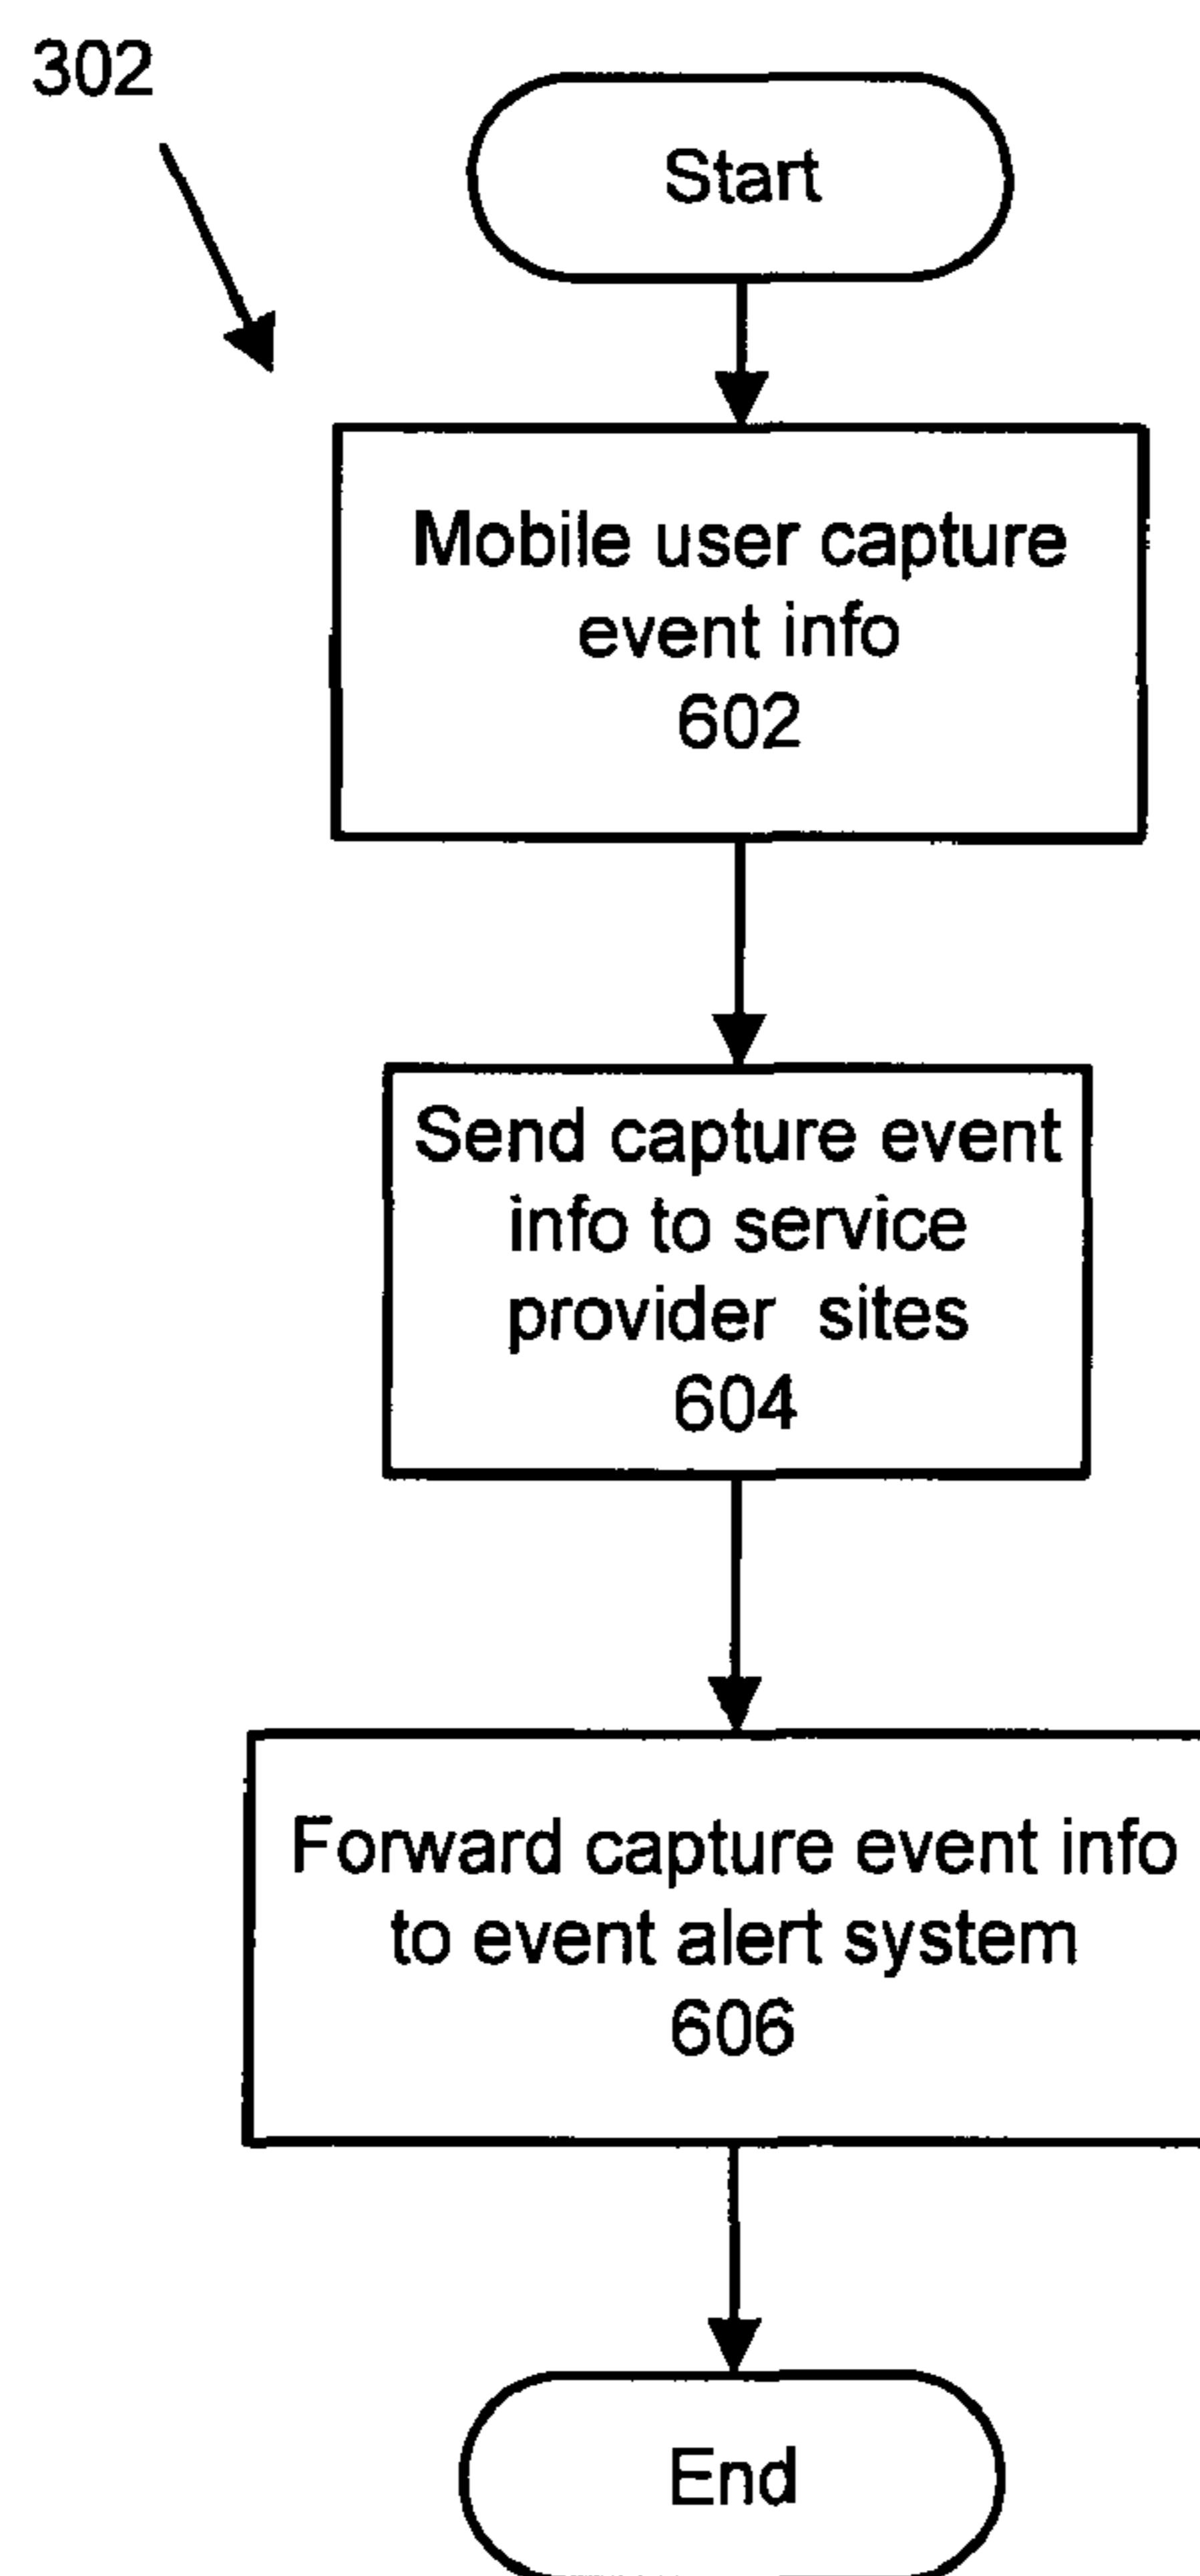 302
Start
Mobile user capture
event info
602
Send capture event
info to service
provider sites
604
Forward capture event info
to event alert system
606
End